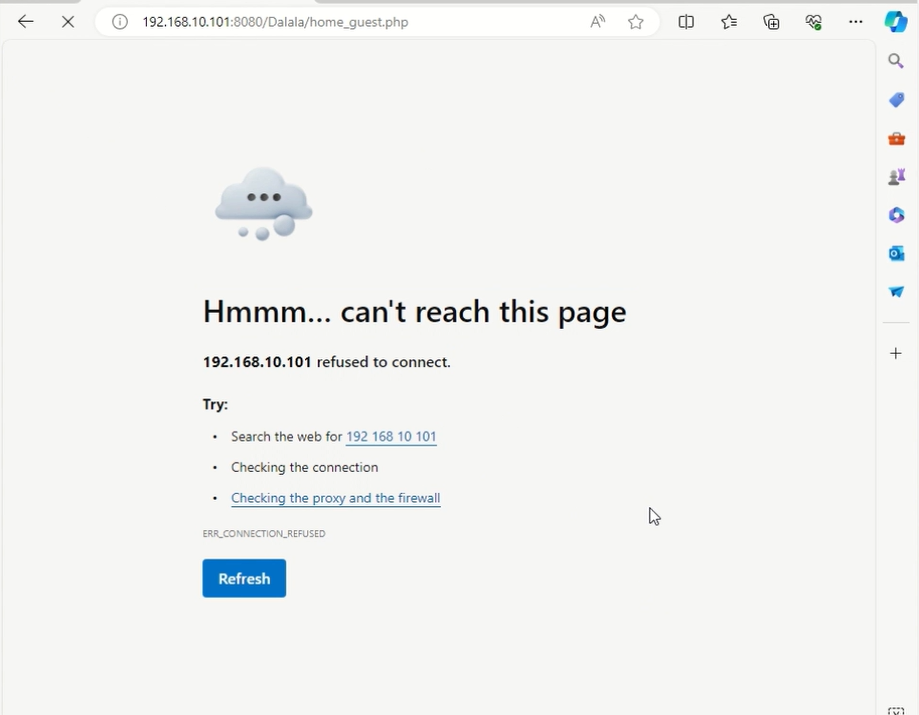 192.168.10.101:8080/Dalala/home_guest.php
Hmmm... can't reach this page
192.168.10.101 refused to connect.
Try:
• Search the web for 192 168 10 101
• Checking the connection
• Checking the proxy and the firewall
ERR_CONNECTION_REFUSED
Refresh